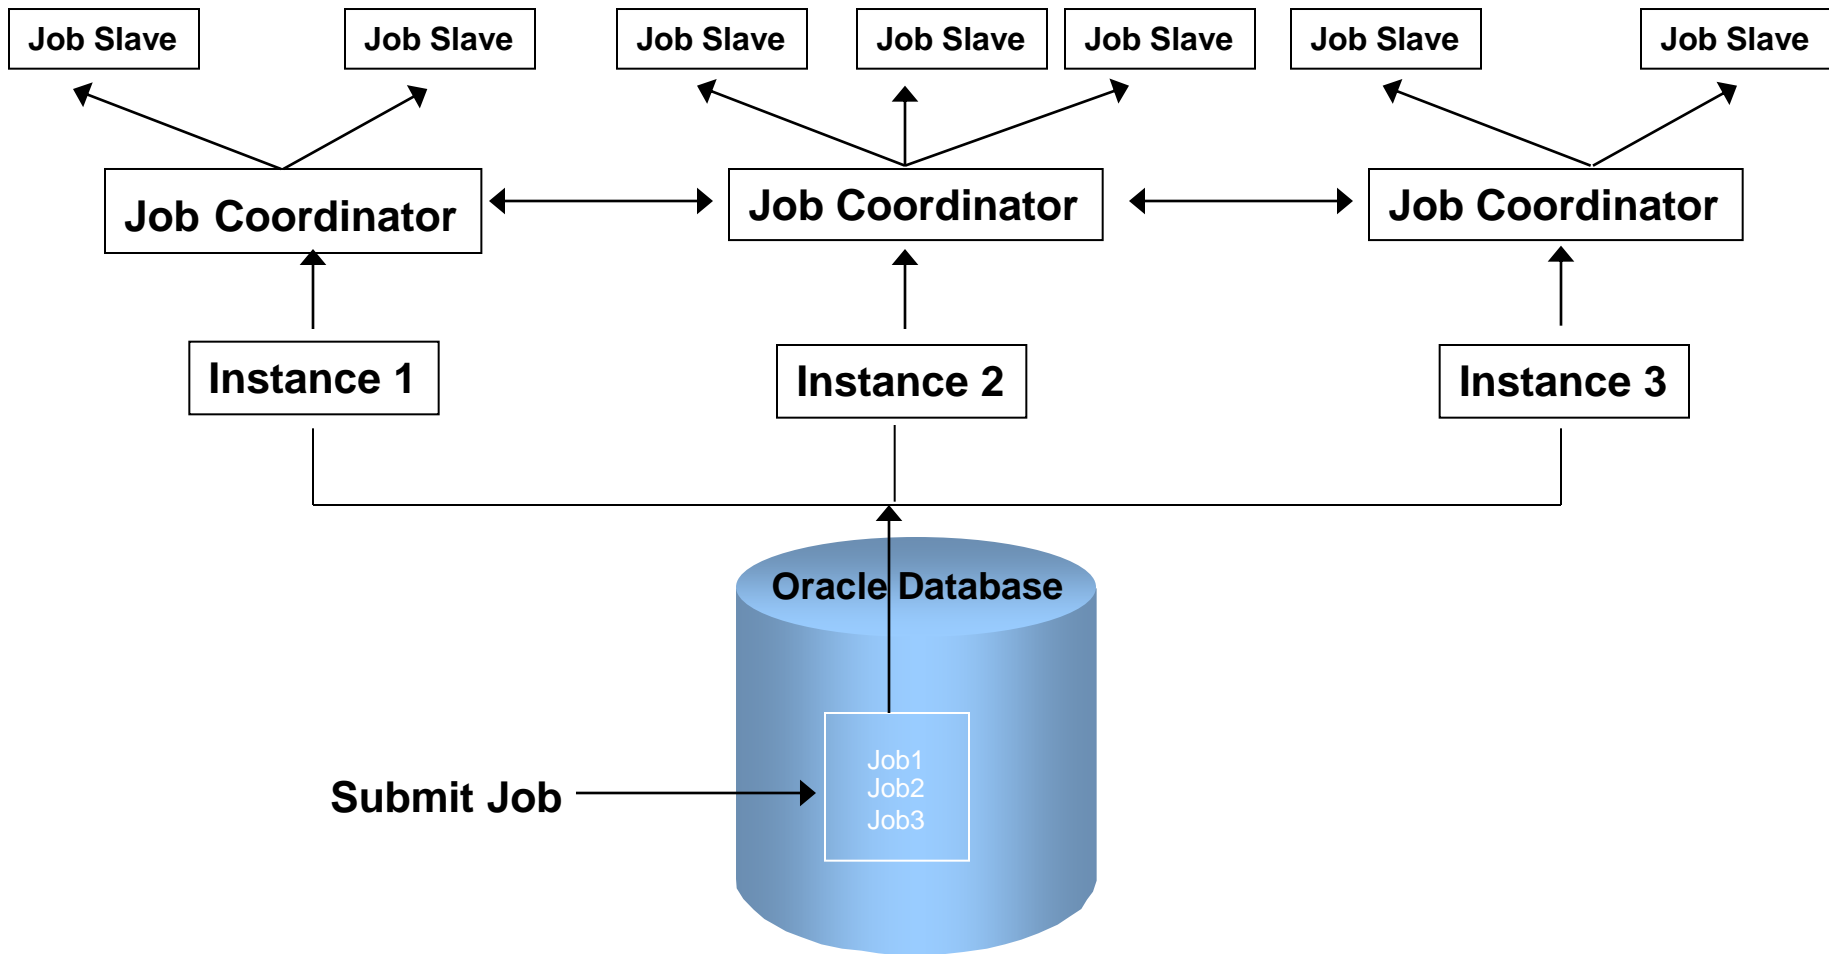 Job Slave
Job Slave
Job Slave
Job Slave
Job Slave
Job Slave
Job Slave
Job Coordinator
Job Coordinator
Job Coordinator
Instance 1
Instance 2
Instance 3
Oracle Database
Job1
Job2
Job3
Submit Job